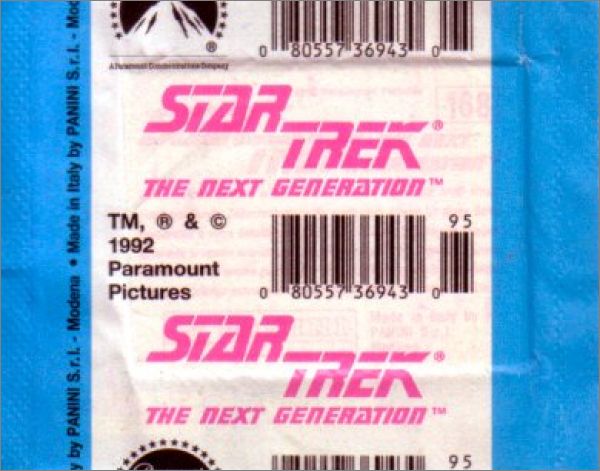 ® 0 80557 36943 0
A Paramount Communications Company
STAR
TREK®
THE NEXT GENERATION™
TM, ® & © 95
1992
Paramount
Pictures 0 80557 36943 0
STAR
TREK®
THE NEXT GENERATION™
95
y by PANINI S.r.l. - Modena • Made in Italy by PANINI S.r.l. - Mod